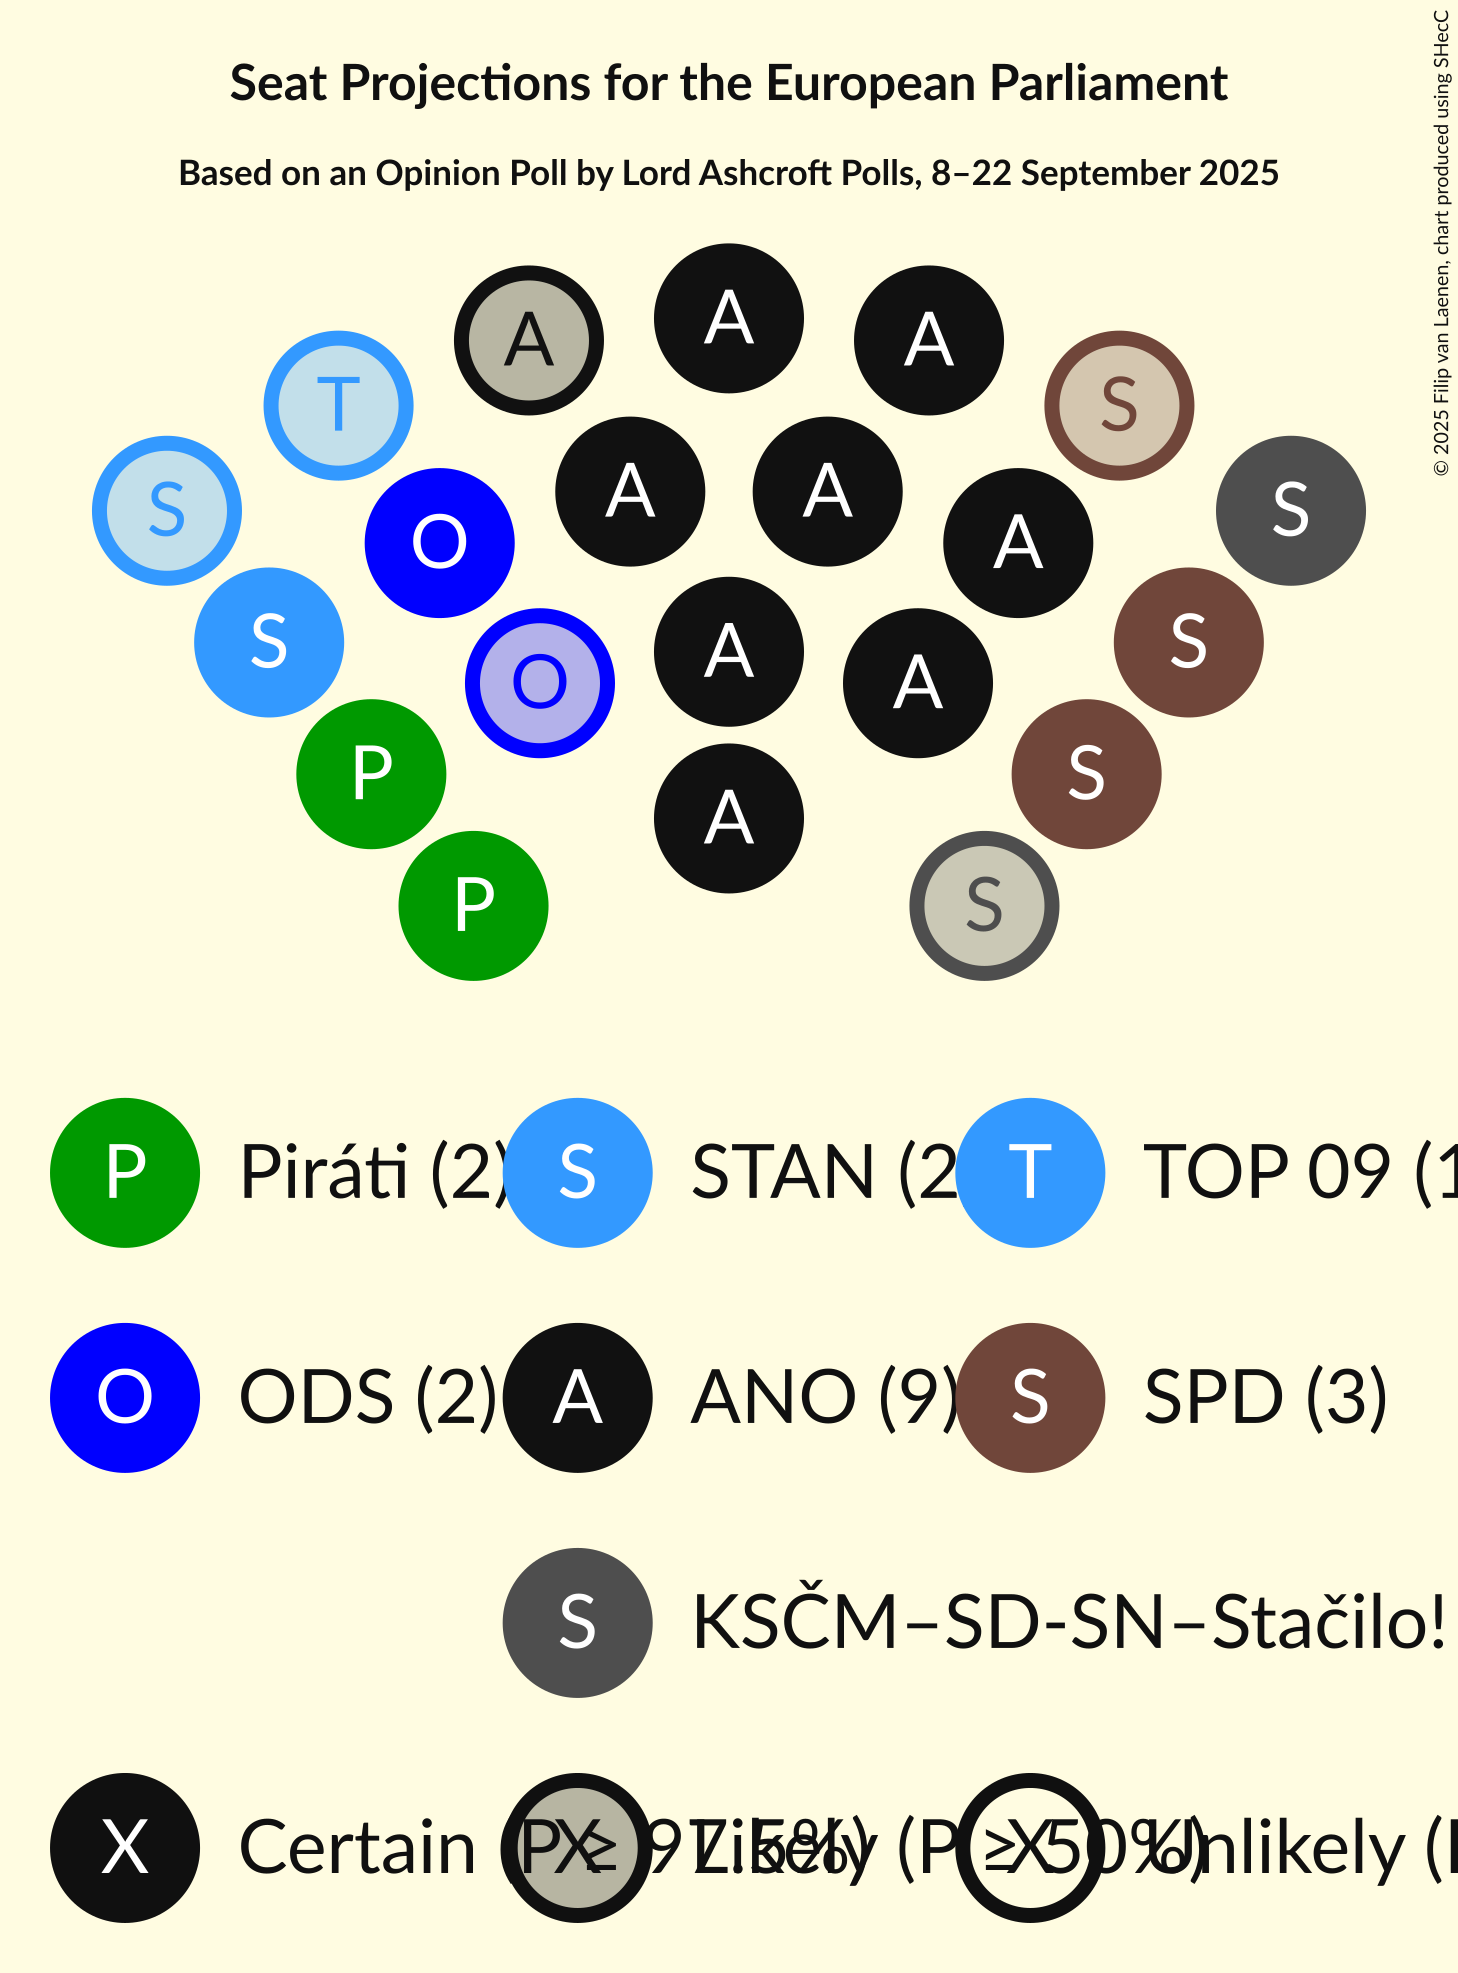 Seat Projections for the European Parliament
Based on an Opinion Poll by Lord Ashcroft Polls, 8–22 September 2025
© 2025 Filip van Laenen, chart produced using SHecC
A
A A
T S
S S
A A
O A
S S
A
O A
P S
A
P S
P Piráti (2) S STAN (2 T TOP 09 (1
O ODS (2) A ANO (9) S SPD (3)
S KSČM–SD-SN–Stačilo!
X Certain (P ≥ 97.5%) X Likely (P ≥ 50%) X Unlikely (